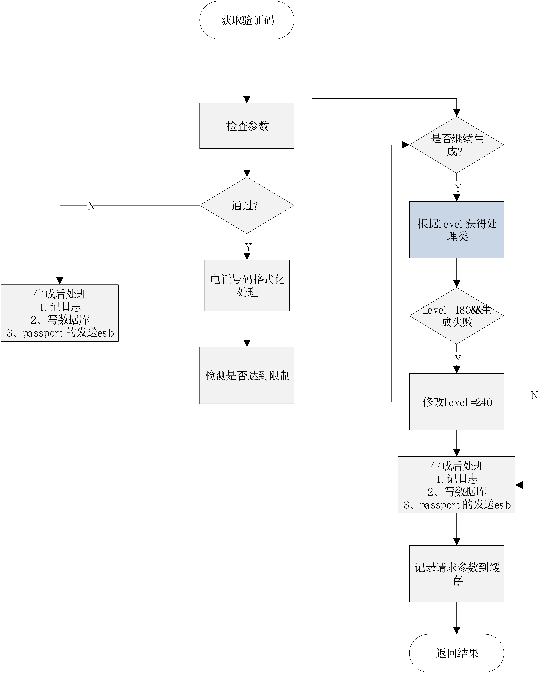 获取验证码
检查参数
通过?
N
Y
电话号码格式化
处理
检测是否达到限制
生成后处理
1.记日志
2、写数据库
3、passport的发送esb
是否继续生
成?
Y
根据level获得处
理类
Level=180&&生
成失败
Y
N
修改level=240
生成后处理
1.记日志
2、写数据库
3、passport的发送esb
记录请求参数到缓
存
返回结果